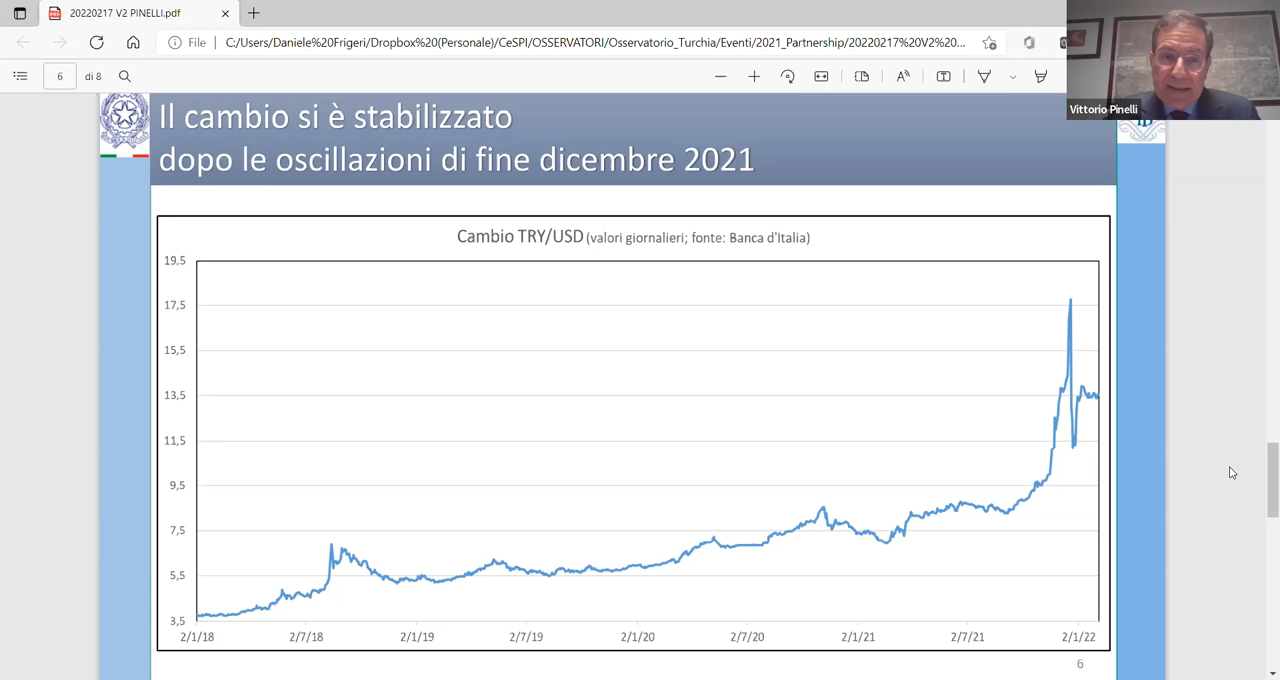 20220217 V2 PINELLI.pdf
File
C:/Users/Daniele%20Frigeri/Dropbox%20(Personale)/CeSPI/OSSERVATORI/Osservatorio_Turchia/Eventi/2021_Partnership/20220217%20V2%20...
6
di 8
Vittorio Pinelli
Il cambio si è stabilizzato
dopo le oscillazioni di fine dicembre 2021
Cambio TRY/USD (valori giornalieri; fonte: Banca d'Italia)
19,5
17,5
15,5
13,5
11,5
9,5
7,5
5,5
3,5
2/1/18 2/7/18 2/1/19 2/7/19 2/1/20 2/7/20 2/1/21 2/7/21 2/1/22
6